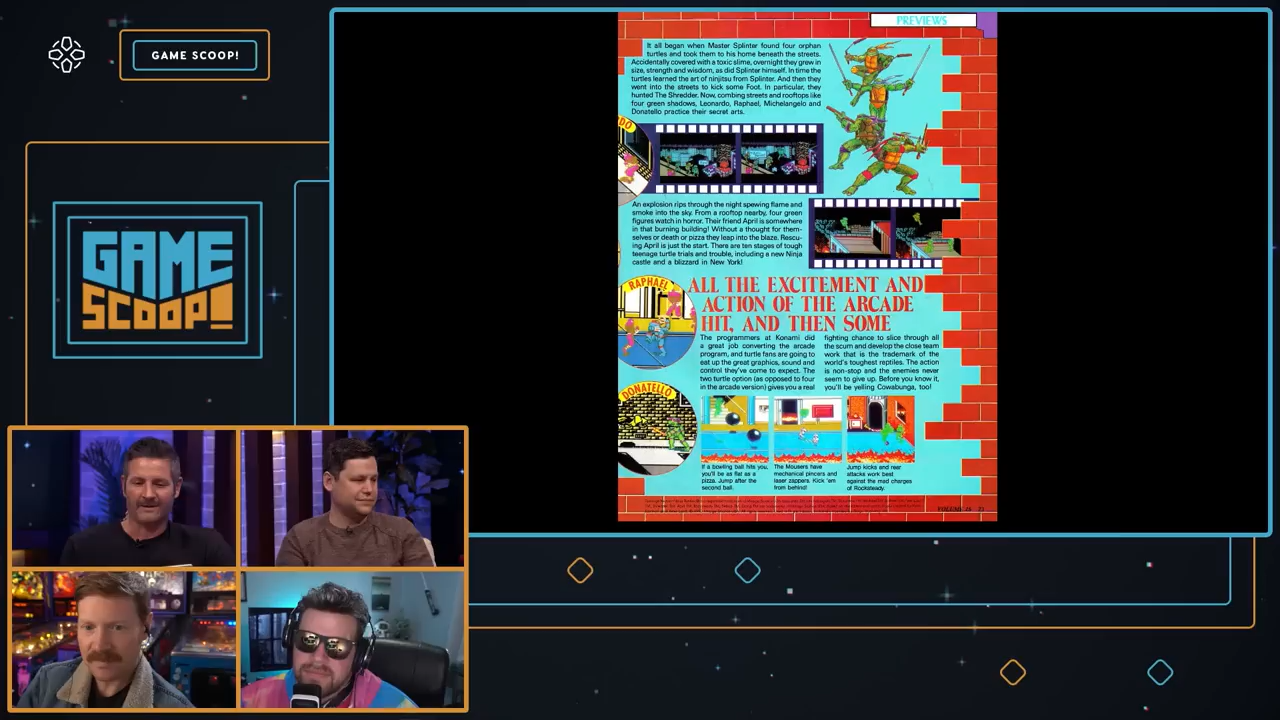 GAME SCOOP!
GAME
SCOOP!
PREVIEWS
It all began when Master Splinter found four orphan
turtles and took them to his home beneath the streets.
Accidentally covered with a toxic slime, overnight they grew in
size, strength and wisdom, as did Splinter himself. In time the
turtles learned the art of ninjitsu from Splinter. And then they
went into the streets to kick some Foot. In particular, they
hunted The Shredder. Now, combing streets and rooftops like
four green shadows, Leonardo, Raphael, Michelangelo and
Donatello practice their secret arts.
An explosion rips through the night spewing flame and
smoke into the sky. From a rooftop nearby, four green
figures watch in horror. Their friend April is somewhere
in that burning building! Without a thought for them-
selves or death or pizza they leap into the blaze. Rescu-
ing April is just the start. There are ten stages of tough
teenage turtle trials and trouble, including a new Ninja
castle and a blizzard in New York!
RAPHAEL
ALL THE EXCITEMENT AND
ACTION OF THE ARCADE
HIT, AND THEN SOME
The programmers at Konami did
a great job converting the arcade
program, and turtle fans are going to
eat up the great graphics, sound and
control they've come to expect. The
two turtle option (as opposed to four
in the arcade version) gives you a real
fighting chance to slice through all
the scum and develop the close team
work that is the trademark of the
world's toughest reptiles. The action
is non-stop and the enemies never
seem to give up. Before you know it,
you'll be yelling Cowabunga, too!
DONATELLO
If a bowling ball hits you,
you'll be as flat as a
pizza. Jump after the
second ball.
The Mousers have
mechanical pincers and
laser zappers. Kick 'em
from behind!
Jump kicks and rear
attacks work best
against the mad charges
of Rocksteady.